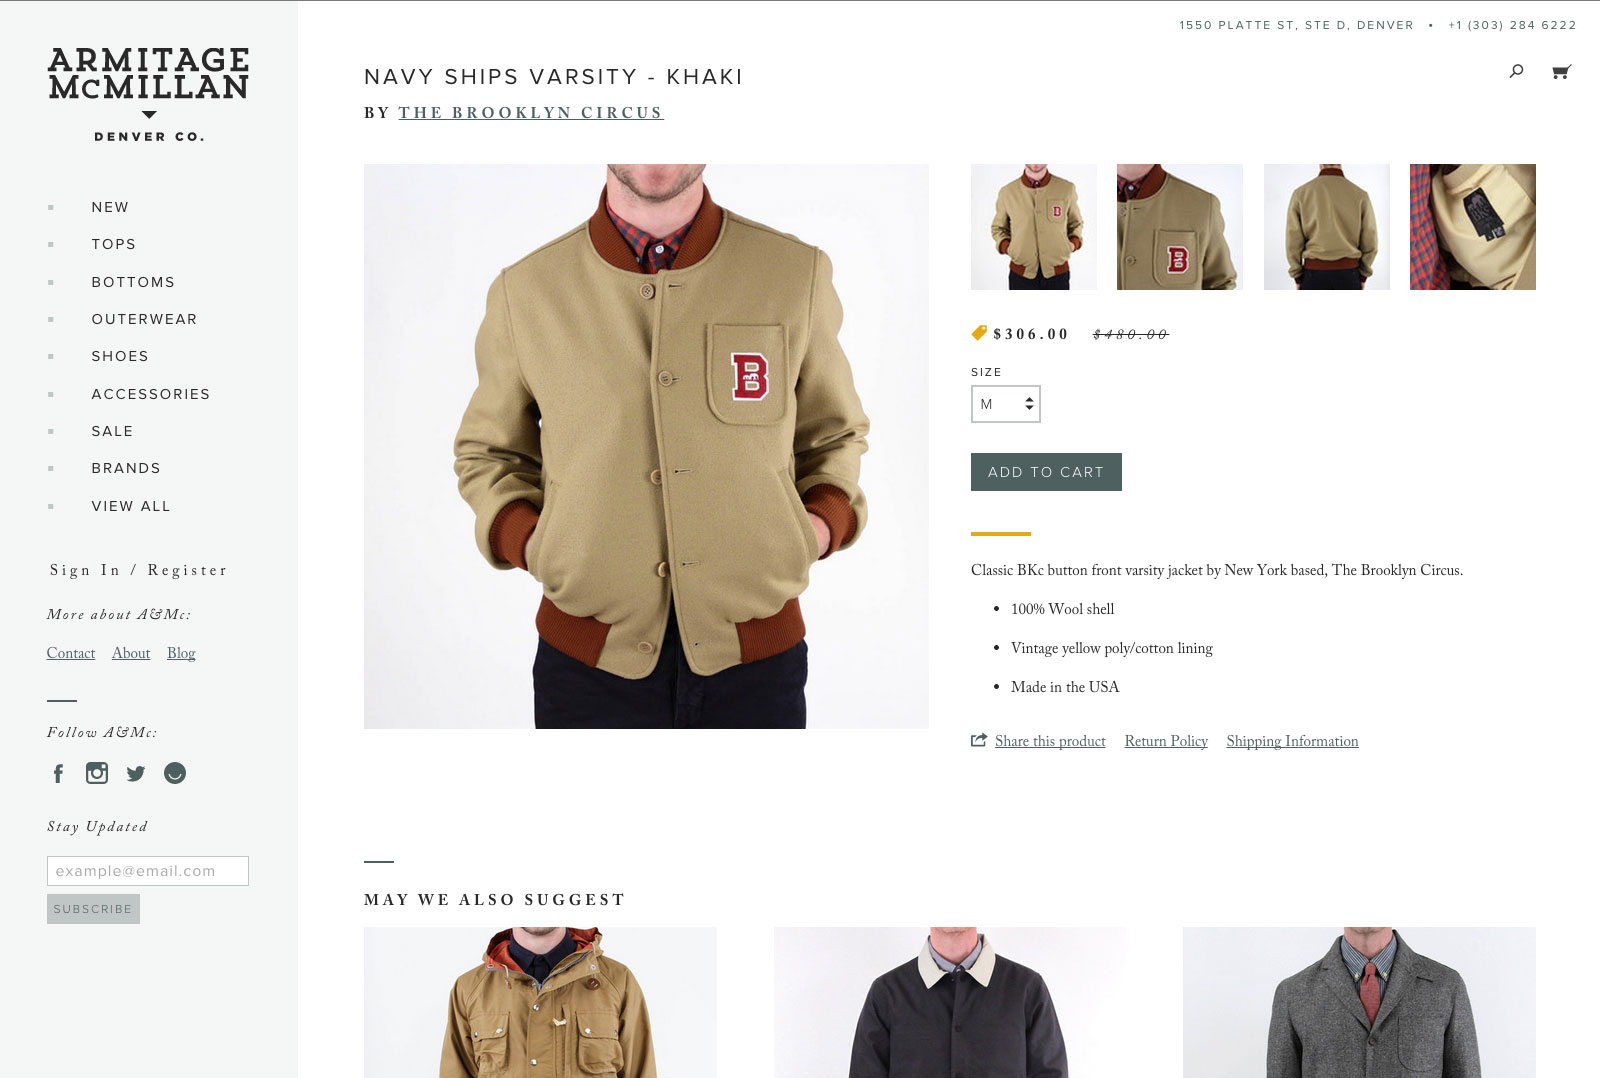 1550 PLATTE ST, STE D, DENVER • +1 (303) 284 6222
ARMITAGE
McMILLAN
DENVER CO.
NEW
TOPS
BOTTOMS
OUTERWEAR
SHOES
ACCESSORIES
SALE
BRANDS
VIEW ALL
Sign In / Register
More about A&Mc:
Contact About Blog
Follow A&Mc:
Stay Updated
example@email.com
SUBSCRIBE
NAVY SHIPS VARSITY - KHAKI
BY THE BROOKLYN CIRCUS
B
$306.00 $480.00
SIZE
M
ADD TO CART
Classic BKc button front varsity jacket by New York based, The Brooklyn Circus.
• 100% Wool shell
• Vintage yellow poly/cotton lining
• Made in the USA
Share this product Return Policy Shipping Information
MAY WE ALSO SUGGEST